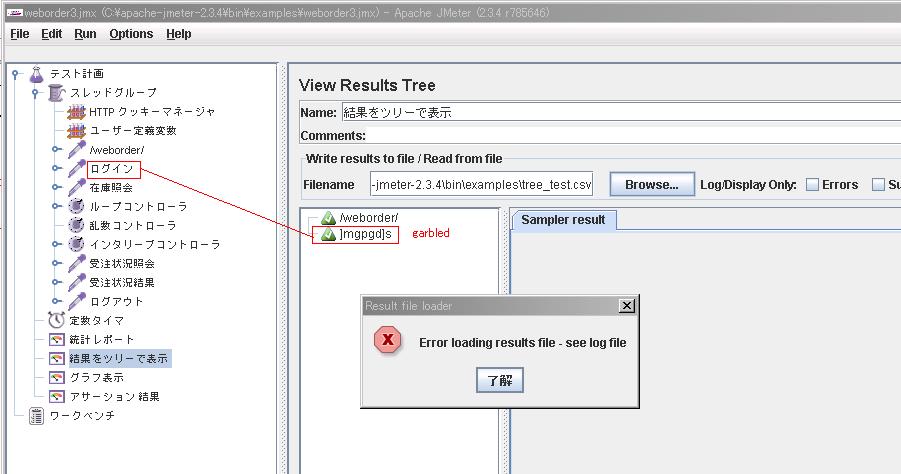 weborder3.jmx (C:¥apache-jmeter-2.3.4¥bin¥examples¥weborder3.jmx) - Apache JMeter (2.3.4 r785646)
File Edit Run Options Help
テスト計画
スレッドグループ
HTTP クッキーマネージャ
ユーザー定義変数
/weborder/
ログイン
在庫照会
ループコントローラ
乱数コントローラ
インタリーブコントローラ
受注状況照会
受注状況結果
ログアウト
定数タイマ
統計レポート
結果をツリーで表示
グラフ表示
アサーション結果
ワークベンチ
View Results Tree
Name: 結果をツリーで表示
Comments:
Write results to file / Read from file
Filename -jmeter-2.3.4\bin\examples\tree_test.csv Browse... Log/Display Only: Errors Su
/weborder/
]mgpgd]s garbled
Sampler result
Result file loader
Error loading results file - see log file
了解